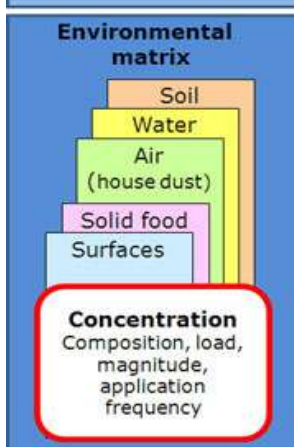 Environmental
matrix
Soil
Water
Air
(house dust)
Solid food
Surfaces
Concentration
Composition, load,
magnitude,
application
frequency